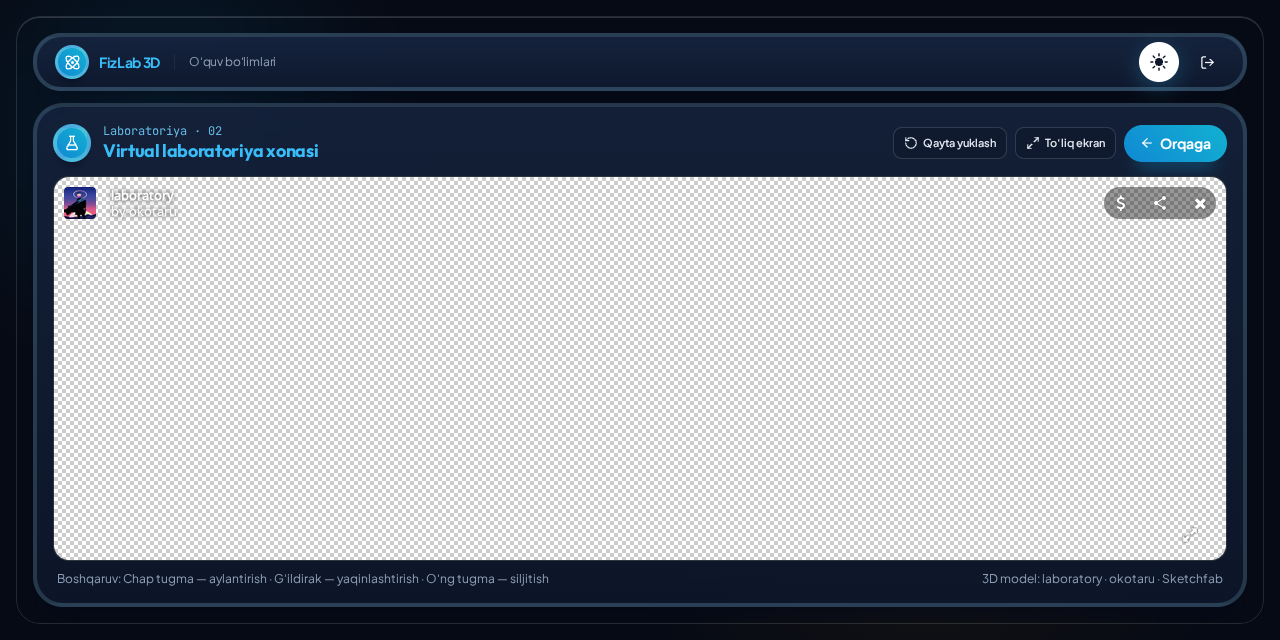 FizLab 3D
O'quv bo'limlari
Laboratoriya · 02
Virtual laboratoriya xonasi
Qayta yuklash
To'liq ekran
Orqaga
laboratory
by okotaru
Boshqaruv: Chap tugma — aylantirish · G'ildirak — yaqinlashtirish · O'ng tugma — siljitish
3D model: laboratory · okotaru · Sketchfab